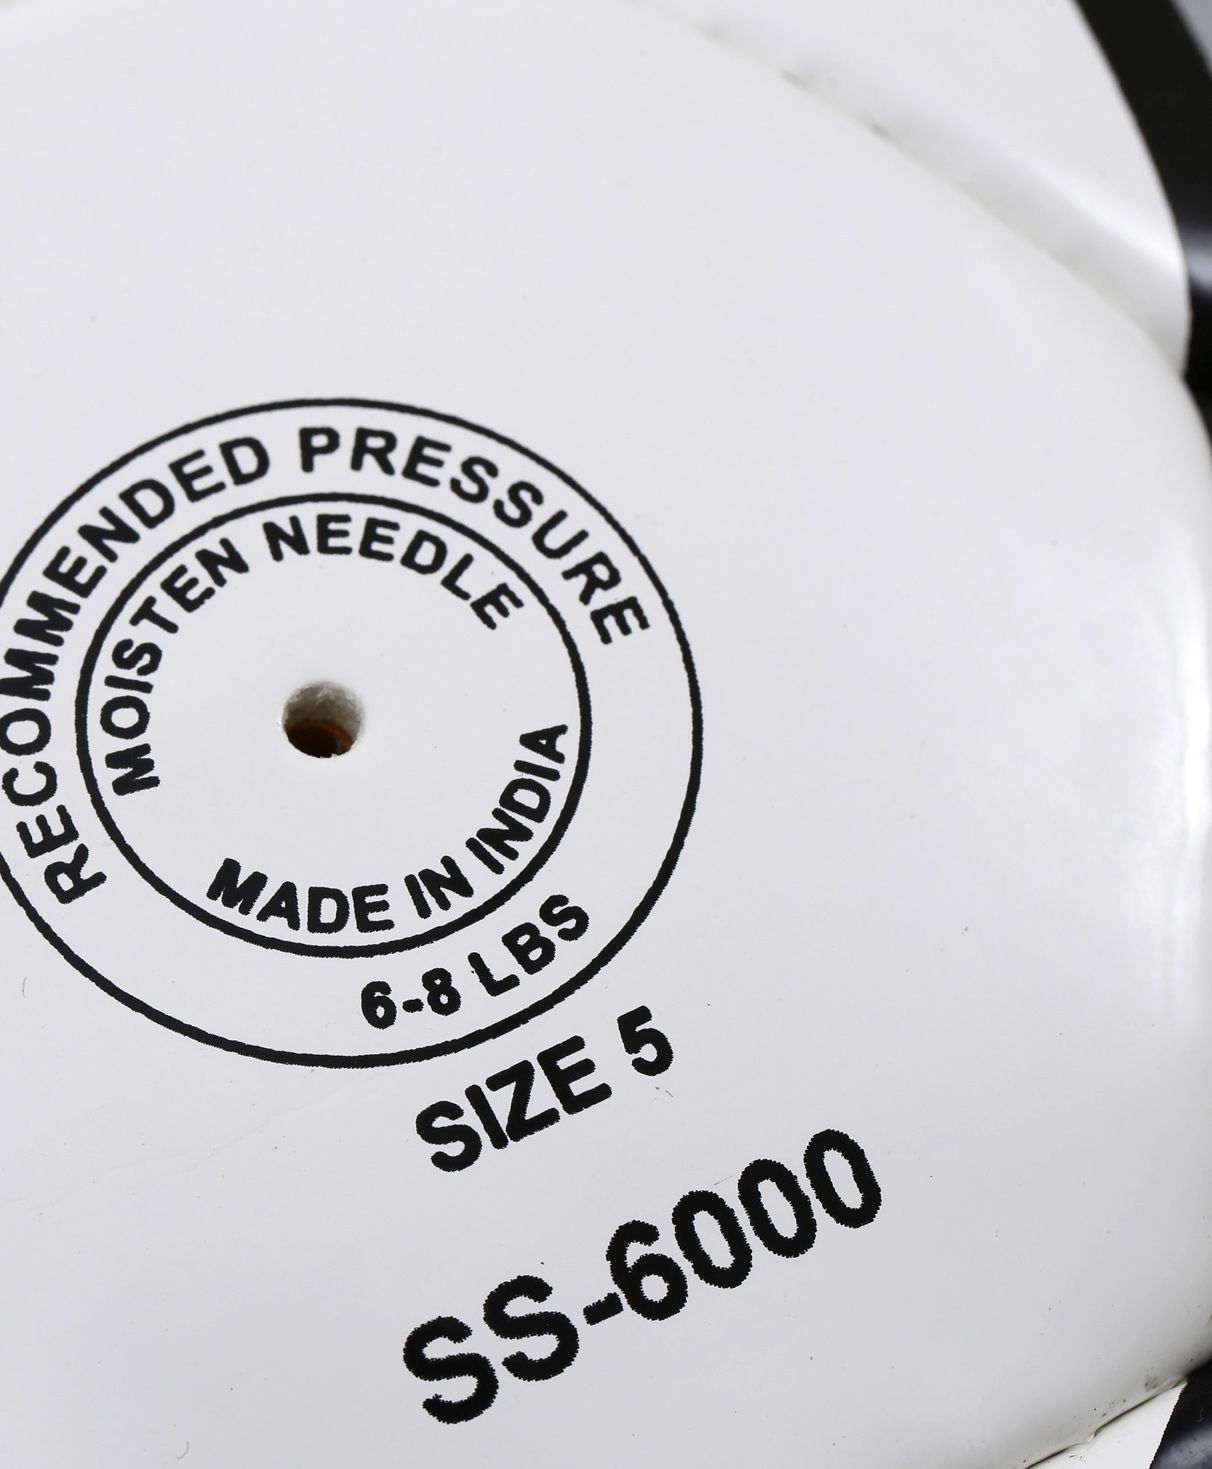 RECOMMENDED PRESSURE
MOISTEN NEEDLE
MADE IN INDIA
6-8 LBS
SIZE 5
SS-6000